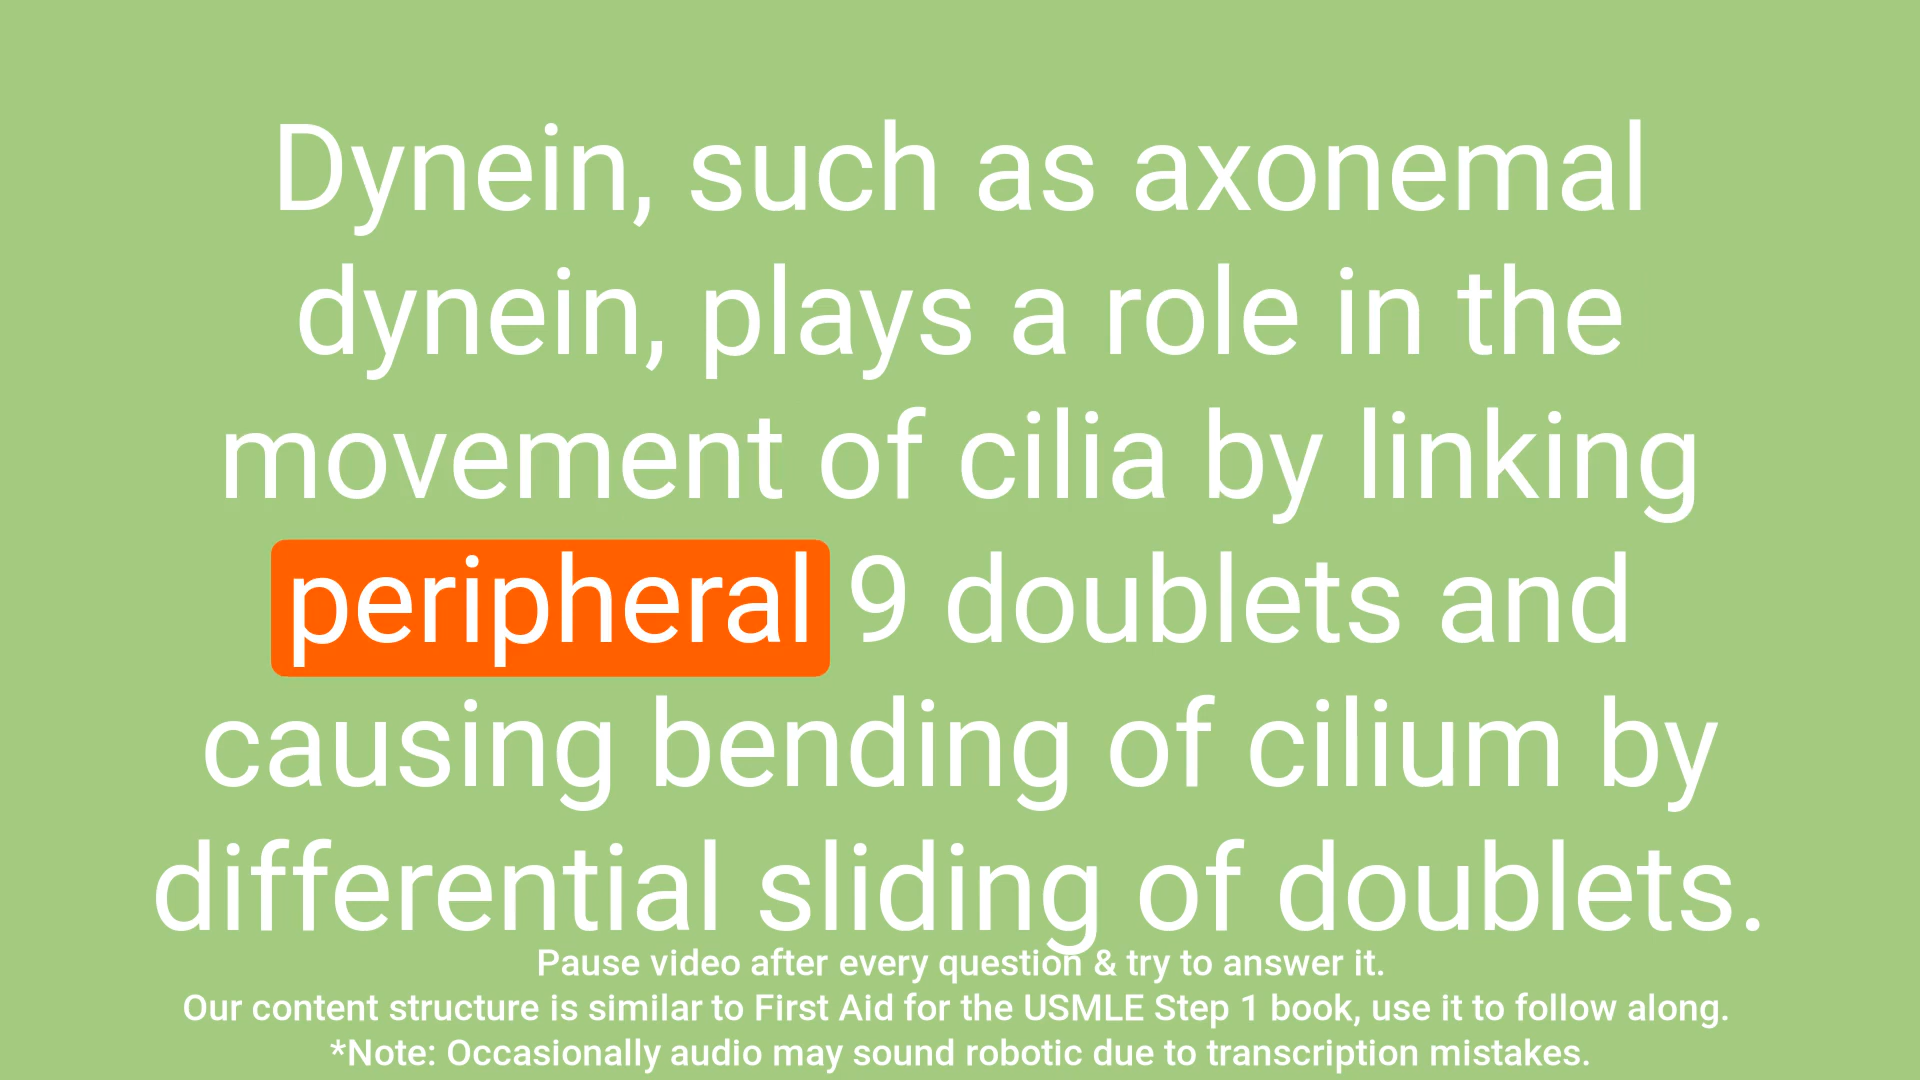 Dynein, such as axonemal
dynein, plays a role in the
movement of cilia by linking
peripheral 9 doublets and
causing bending of cilium by
differential sliding of doublets.
Pause video after every question & try to answer it.
Our content structure is similar to First Aid for the USMLE Step 1 book, use it to follow along.
*Note: Occasionally audio may sound robotic due to transcription mistakes.